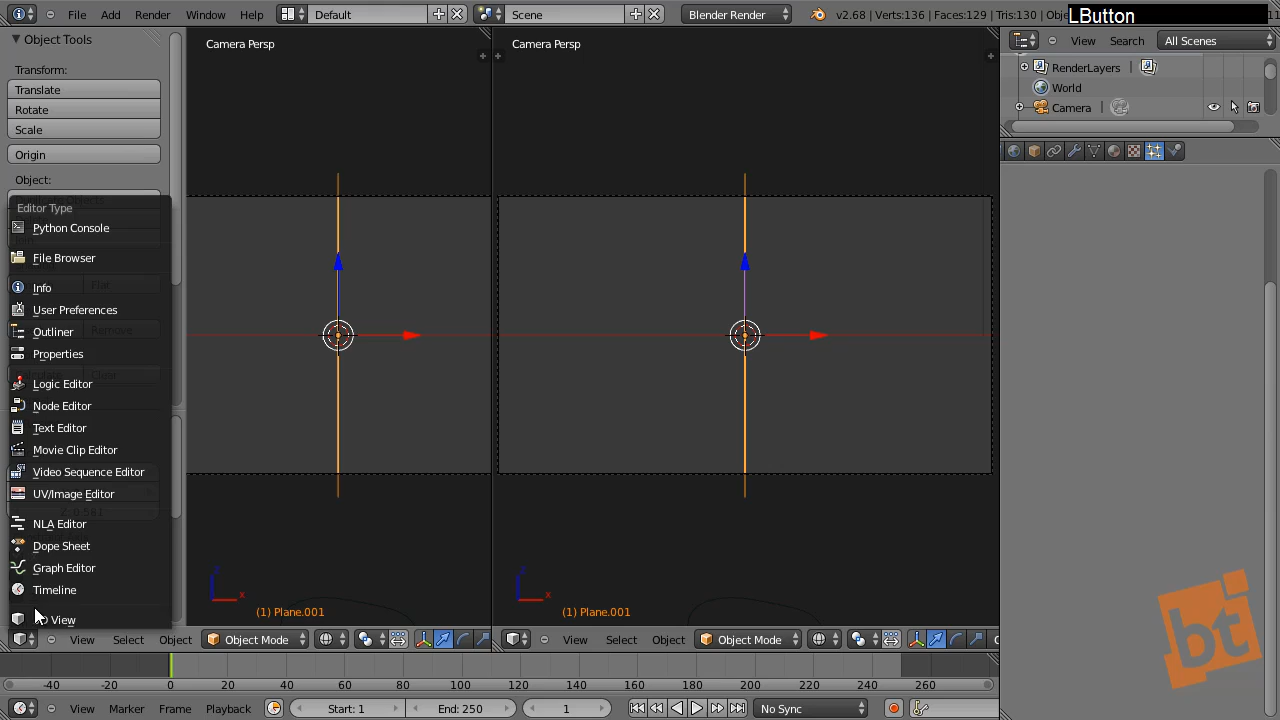 File Add Render Window Help Default Scene Blender Render v2.68 | Verts:136 | Faces:129 | Tris:130 | Obje
LButton
Object Tools
Transform:
Translate
Rotate
Scale
Origin
Object:
Editor Type
Python Console
File Browser
Info
User Preferences
Outliner
Properties
Logic Editor
Node Editor
Text Editor
Movie Clip Editor
Video Sequence Editor
UV/Image Editor
NLA Editor
Dope Sheet
Graph Editor
Timeline
View
Camera Persp
z
x
(1) Plane.001
View Select Object Object Mode
Camera Persp
z
x
(1) Plane.001
View Select Object Object Mode
View Search All Scenes
RenderLayers |
World
Camera |
bt
-40 -20 0 20 40 60 80 100 120 140 160 180 200 220 240 260
View Marker Frame Playback Start: 1 End: 250 1 No Sync